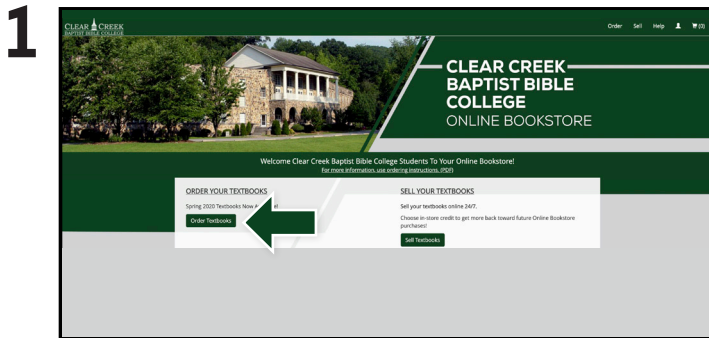 1
CLEAR CREEK
BAPTIST BIBLE COLLEGE
Order Sell Help (0)
CLEAR CREEK
BAPTIST BIBLE
COLLEGE
ONLINE BOOKSTORE
Welcome Clear Creek Baptist Bible College Students To Your Online Bookstore!
For more information, use ordering instructions. (PDF)
ORDER YOUR TEXTBOOKS
Spring 2020 Textbooks Now
Order Textbooks
SELL YOUR TEXTBOOKS
Sell your textbooks online 24/7.
Choose in-store credit to get more back toward future Online Bookstore
purchases!
Sell Textbooks